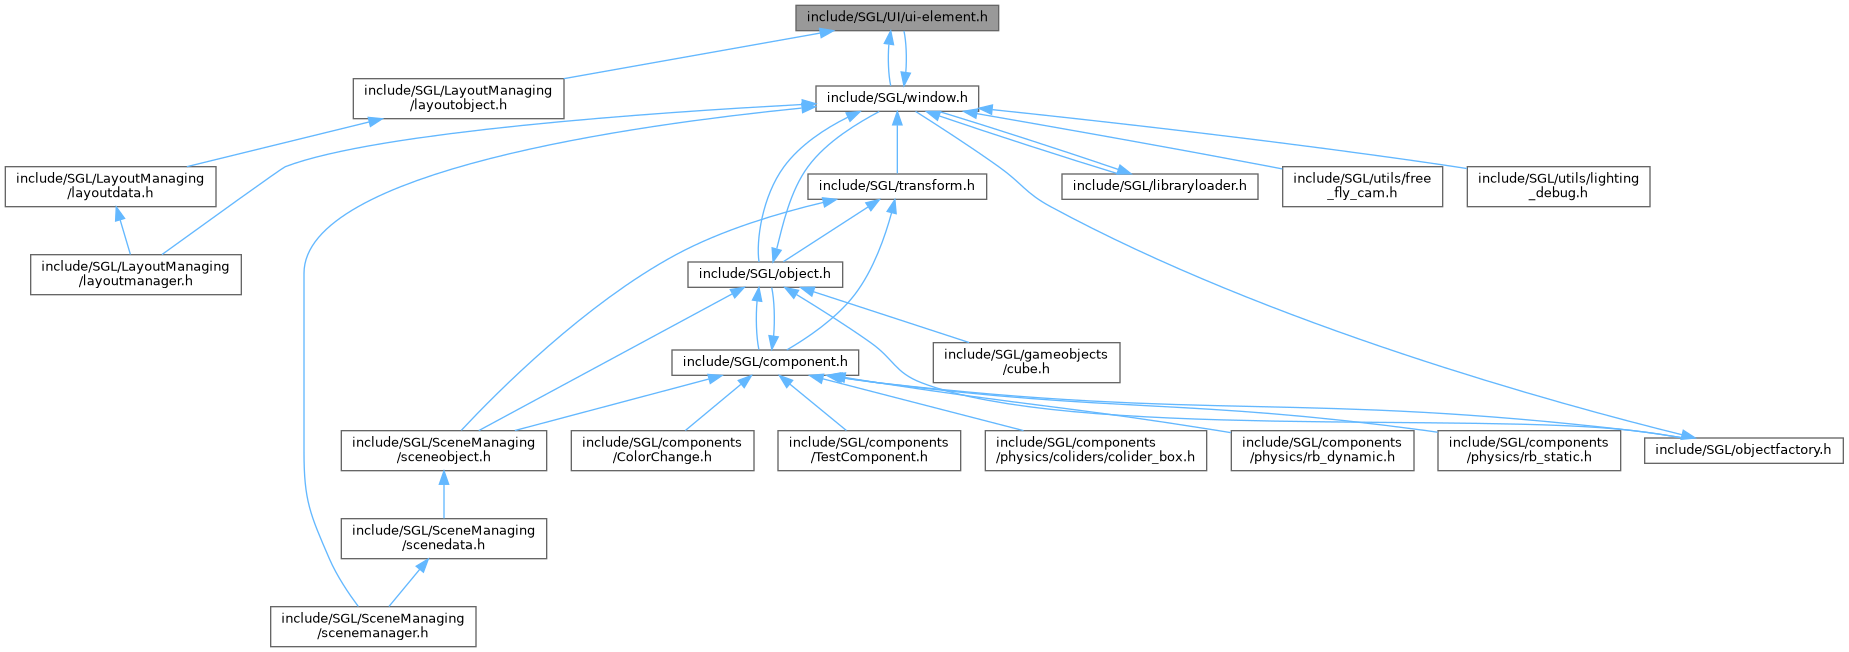 include/SGL/UI/ui-element.h
include/SGL/LayoutManaging
/layoutobject.h
include/SGL/window.h
include/SGL/LayoutManaging
/layoutdata.h
include/SGL/transform.h
include/SGL/libraryloader.h
include/SGL/utils/free
_fly_cam.h
include/SGL/utils/lighting
_debug.h
include/SGL/LayoutManaging
/layoutmanager.h
include/SGL/object.h
include/SGL/component.h
include/SGL/gameobjects
/cube.h
include/SGL/SceneManaging
/sceneobject.h
include/SGL/components
/ColorChange.h
include/SGL/components
/TestComponent.h
include/SGL/components
/physics/coliders/colider_box.h
include/SGL/components
/physics/rb_dynamic.h
include/SGL/components
/physics/rb_static.h
include/SGL/objectfactory.h
include/SGL/SceneManaging
/scenedata.h
include/SGL/SceneManaging
/scenemanager.h